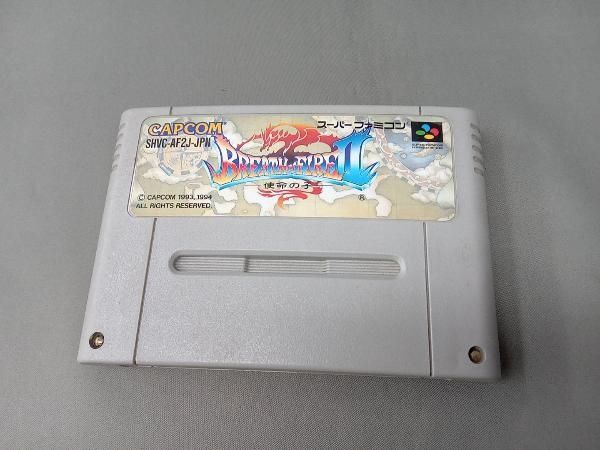 CAPCOM
SHVC-AF2J-JPN
スーパーファミコン
BREATH OF FIRE II
使命の子
®
© CAPCOM 1993, 1994
ALL RIGHTS RESERVED.